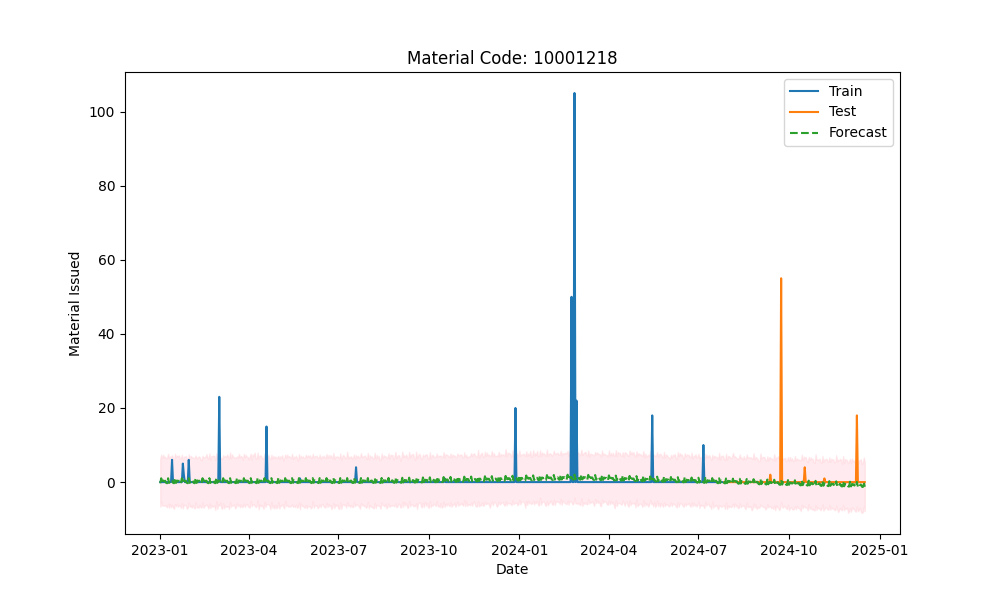 Material Code: 10001218
Train
Test
Forecast
Material Issued
100
80
60
40
20
0
2023-01 2023-04 2023-07 2023-10 2024-01 2024-04 2024-07 2024-10 2025-01
Date